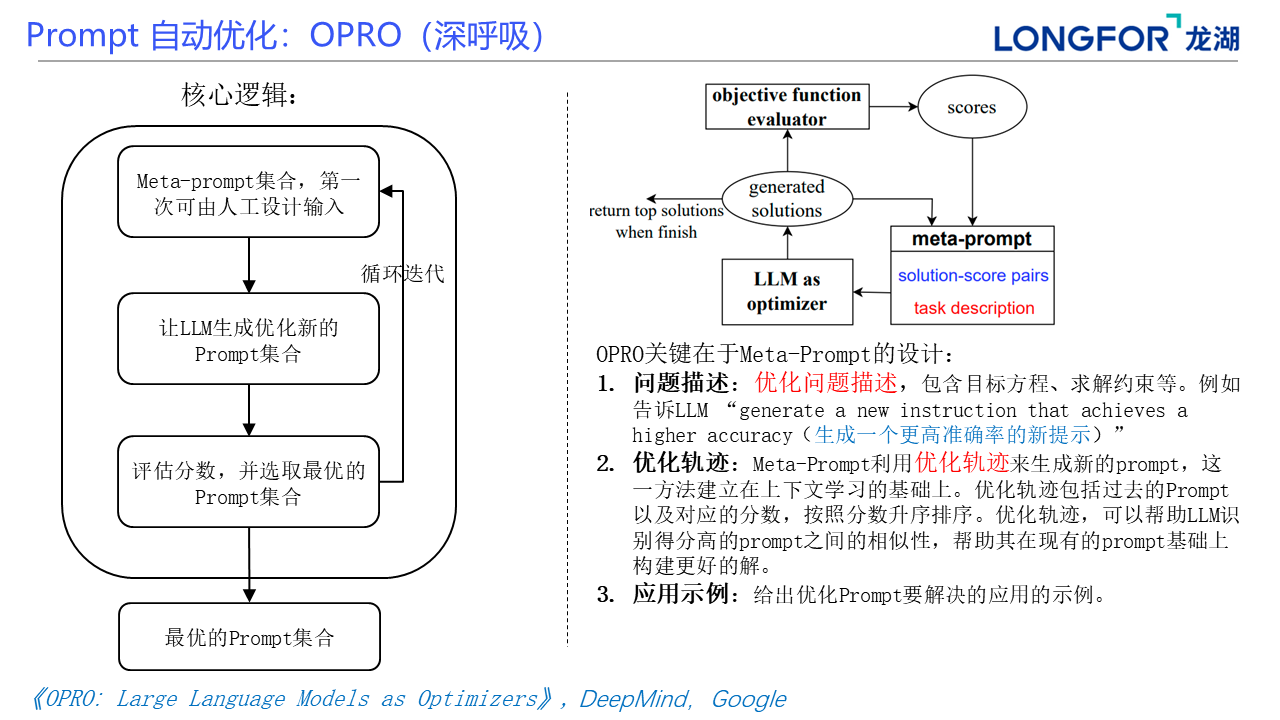 Prompt 自动优化：OPRO（深呼吸）
LONGFOR 龙湖
核心逻辑：
Meta-prompt集合，第一
次可由人工设计输入
循环迭代
让LLM生成优化新的
Prompt集合
评估分数，并选取最优的
Prompt集合
最优的Prompt集合
objective function
evaluator
scores
generated
solutions
return top solutions
when finish
meta-prompt
solution-score pairs
task description
LLM as
optimizer
OPRO关键在于Meta-Prompt的设计：
1. 问题描述：优化问题描述，包含目标方程、求解约束等。例如
告诉LLM “generate a new instruction that achieves a
higher accuracy（生成一个更高准确率的新提示）”
2. 优化轨迹：Meta-Prompt利用优化轨迹来生成新的prompt，这
一方法建立在上下文学习的基础上。优化轨迹包括过去的Prompt
以及对应的分数，按照分数升序排序。优化轨迹，可以帮助LLM识
别得分高的prompt之间的相似性，帮助其在现有的prompt基础上
构建更好的解。
3. 应用示例：给出优化Prompt要解决的应用的示例。
《OPRO：Large Language Models as Optimizers》，DeepMind， Google